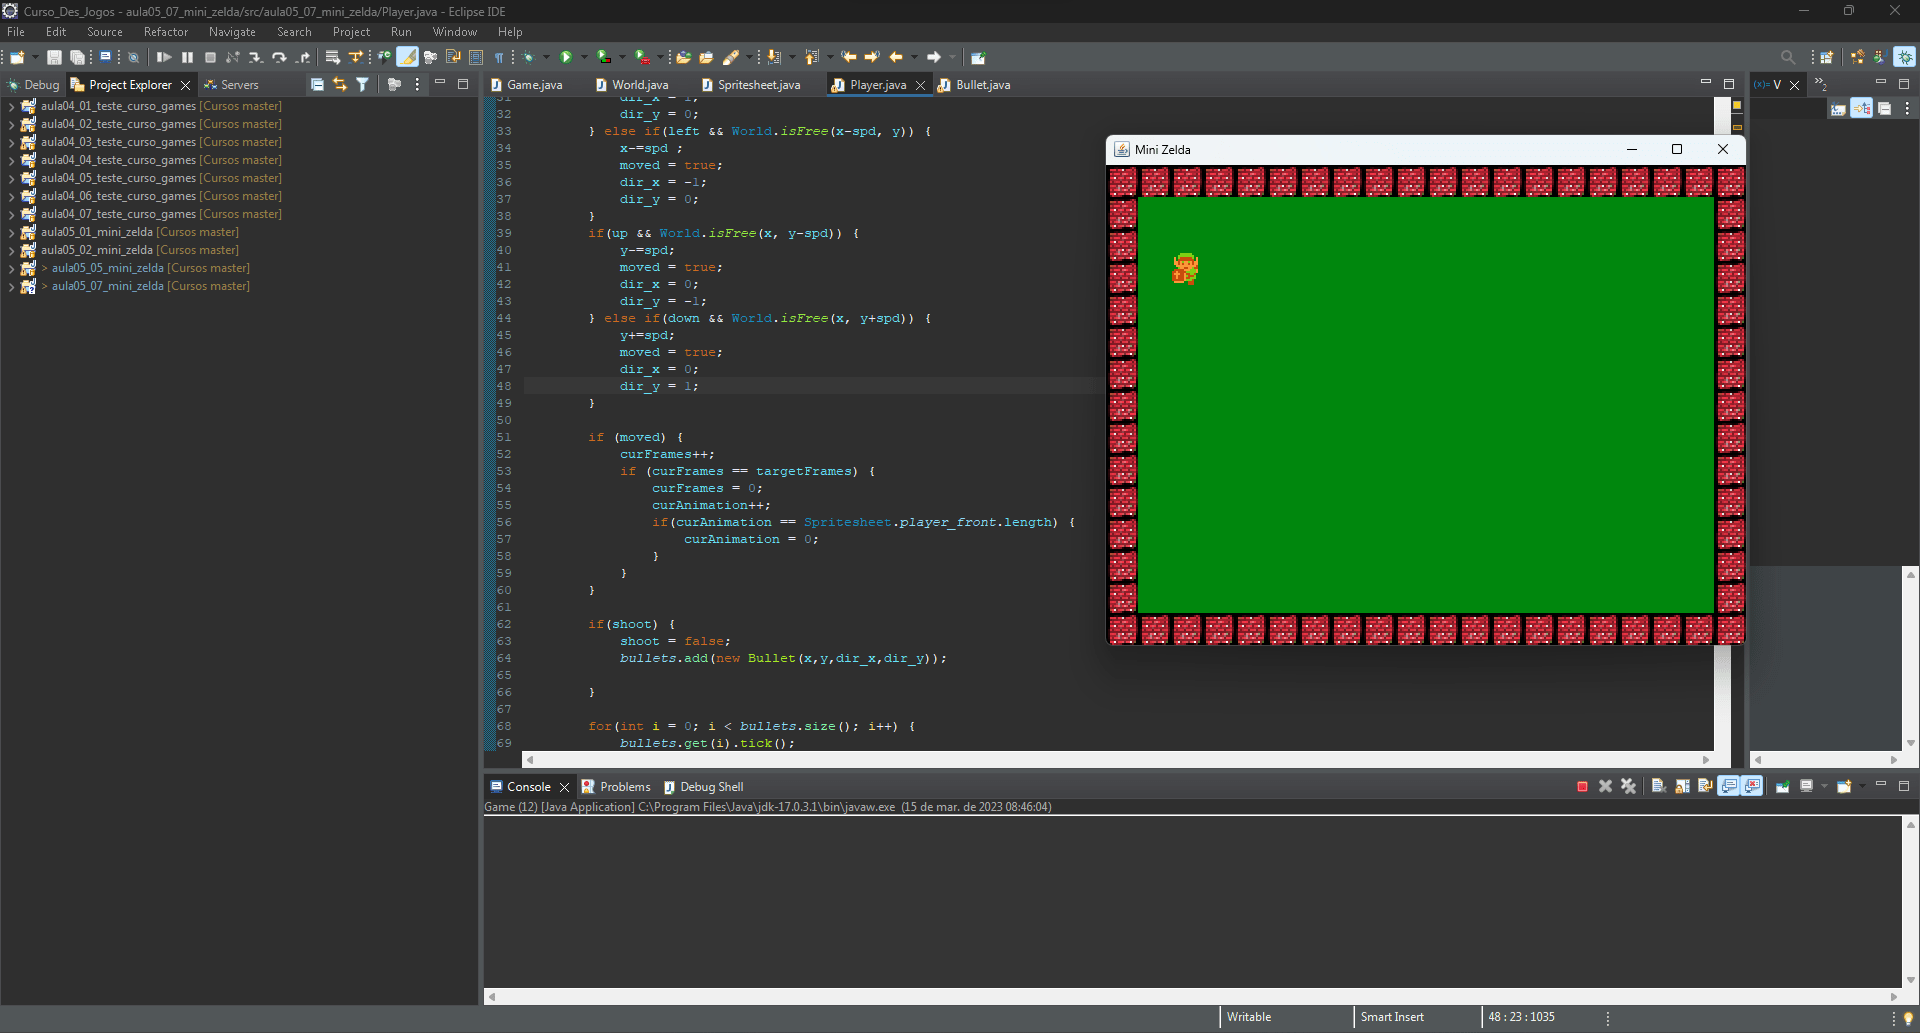 Curso_Des_Jogos - aula05_07_mini_zelda/src/aula05_07_mini_zelda/Player.java - Eclipse IDE
File Edit Source Refactor Navigate Search Project Run Window Help
Debug Project Explorer Servers
aula04_01_teste_curso_games [Cursos master]
aula04_02_teste_curso_games [Cursos master]
aula04_03_teste_curso_games [Cursos master]
aula04_04_teste_curso_games [Cursos master]
aula04_05_teste_curso_games [Cursos master]
aula04_06_teste_curso_games [Cursos master]
aula04_07_teste_curso_games [Cursos master]
aula05_01_mini_zelda [Cursos master]
aula05_02_mini_zelda [Cursos master]
> aula05_05_mini_zelda [Cursos master]
> aula05_07_mini_zelda [Cursos master]
Game.java World.java Spritesheet.java Player.java Bullet.java
31 dir_x = 1;
32 dir_y = 0;
33 } else if(left && World.isFree(x-spd, y)) {
34 x-=spd ;
35 moved = true;
36 dir_x = -1;
37 dir_y = 0;
38 }
39 if(up && World.isFree(x, y-spd)) {
40 y-=spd;
41 moved = true;
42 dir_x = 0;
43 dir_y = -1;
44 } else if(down && World.isFree(x, y+spd)) {
45 y+=spd;
46 moved = true;
47 dir_x = 0;
48 dir_y = 1;
49 }
50
51 if (moved) {
52 curFrames++;
53 if (curFrames == targetFrames) {
54 curFrames = 0;
55 curAnimation++;
56 if(curAnimation == Spritesheet.player_front.length) {
57 curAnimation = 0;
58 }
59 }
60 }
61
62 if(shoot) {
63 shoot = false;
64 bullets.add(new Bullet(x,y,dir_x,dir_y));
65
66 }
67
68 for(int i = 0; i < bullets.size(); i++) {
69 bullets.get(i).tick();
(x)= V
»2
Mini Zelda
Console Problems Debug Shell
Game (12) [Java Application] C:\Program Files\Java\jdk-17.0.3.1\bin\javaw.exe (15 de mar. de 2023 08:46:04)
Writable Smart Insert 48 : 23 : 1035